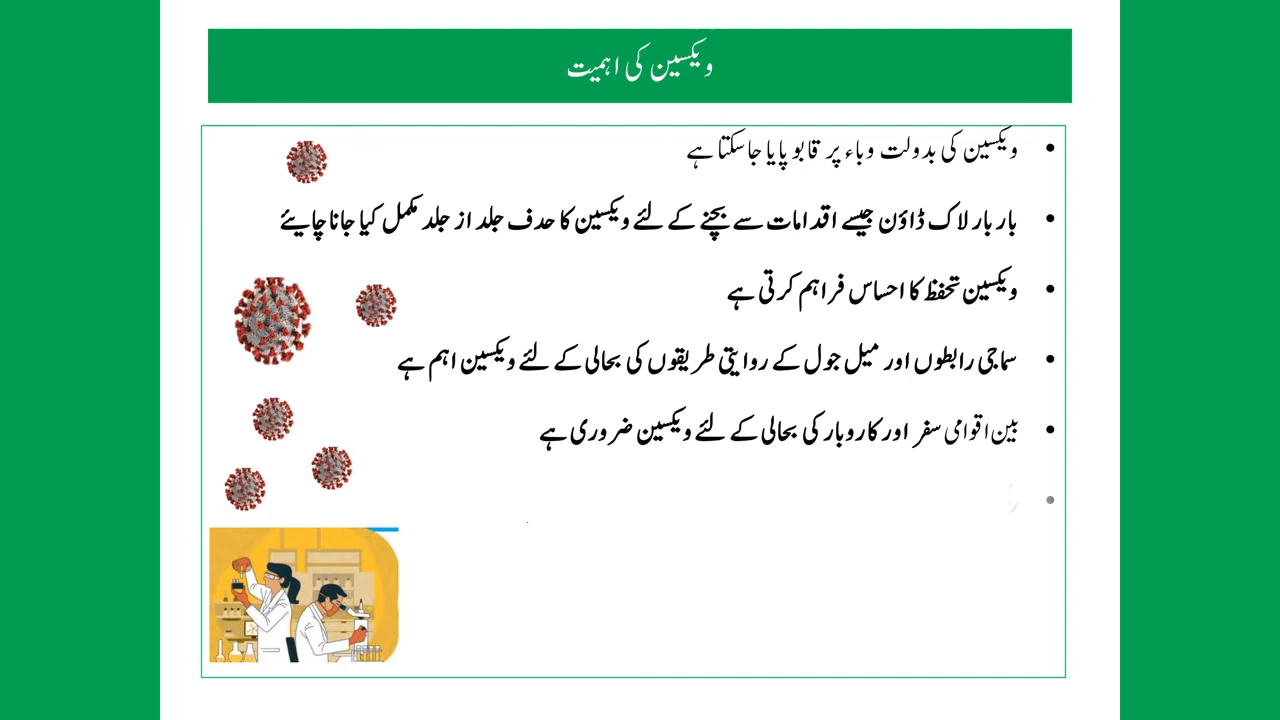 ویکسین کی اہمیت
• ویکسین کی بدولت وباء پر قابو پایا جاسکتا ہے
• بار بار لاک ڈاؤن جیسے اقدامات سے بچنے کے لئے ویکسین کا حدف جلد از جلد مکمل کیا جانا چایئے
• ویکسین تحفظ کا احساس فراہم کرتی ہے
• سماجی رابطوں اور میل جول کے روایتی طریقوں کی بحالی کے لئے ویکسین اہم ہے
• بین اقوامی سفر اور کاروبار کی بحالی کے لئے ویکسین ضروری ہے